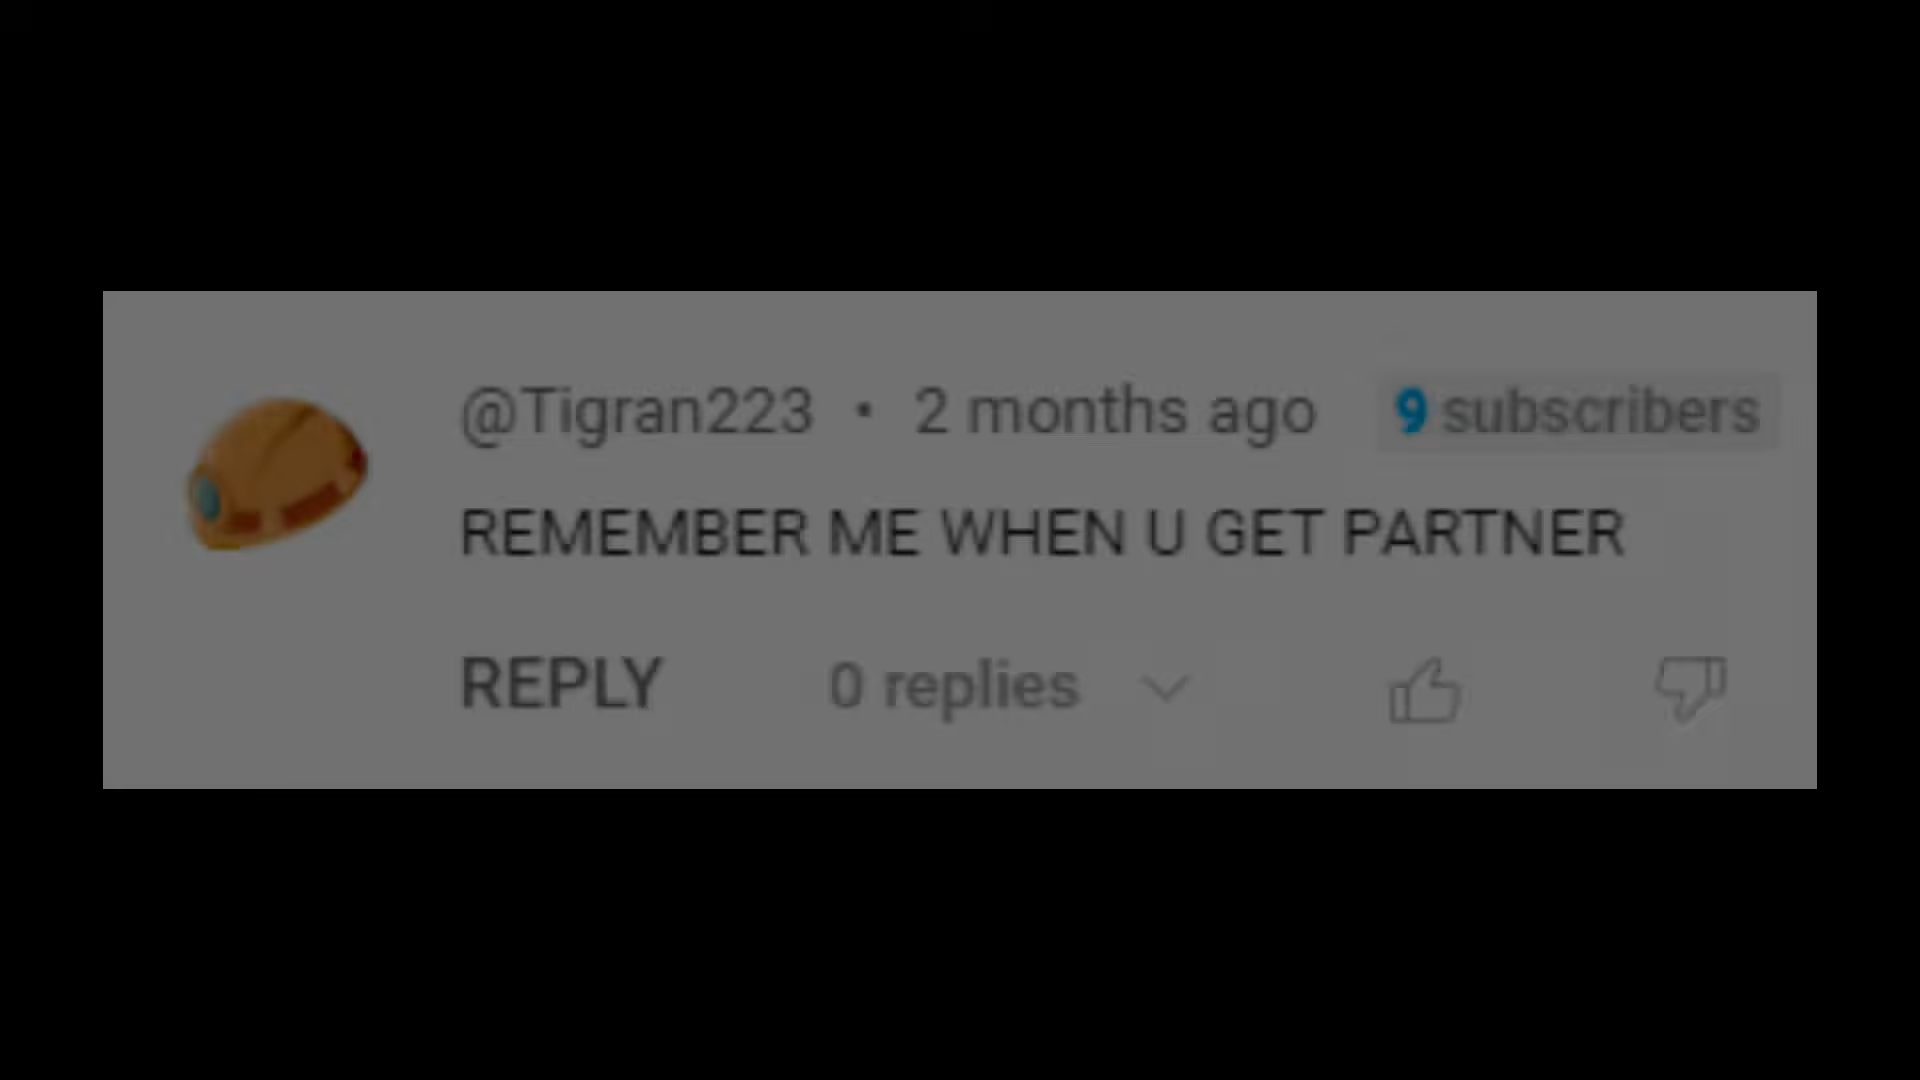 @Tigran223 • 2 months ago 9 subscribers
REMEMBER ME WHEN U GET PARTNER
REPLY 0 replies